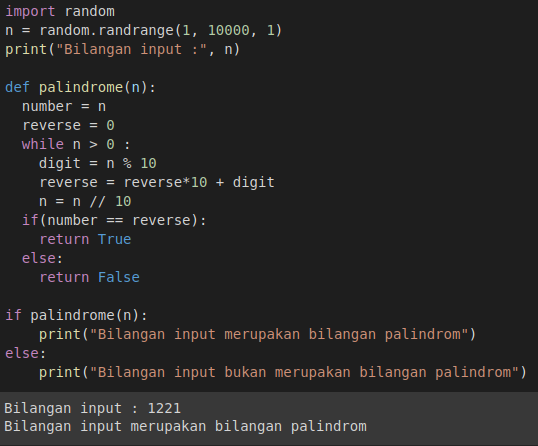 import random
n = random.randrange(1, 10000, 1)
print("Bilangan input :", n)

def palindrome(n):
  number = n
  reverse = 0
  while n > 0 :
    digit = n % 10
    reverse = reverse*10 + digit
    n = n // 10
  if(number == reverse):
    return True
  else:
    return False

if palindrome(n):
    print("Bilangan input merupakan bilangan palindrom")
else:
    print("Bilangan input bukan merupakan bilangan palindrom")
Bilangan input : 1221
Bilangan input merupakan bilangan palindrom